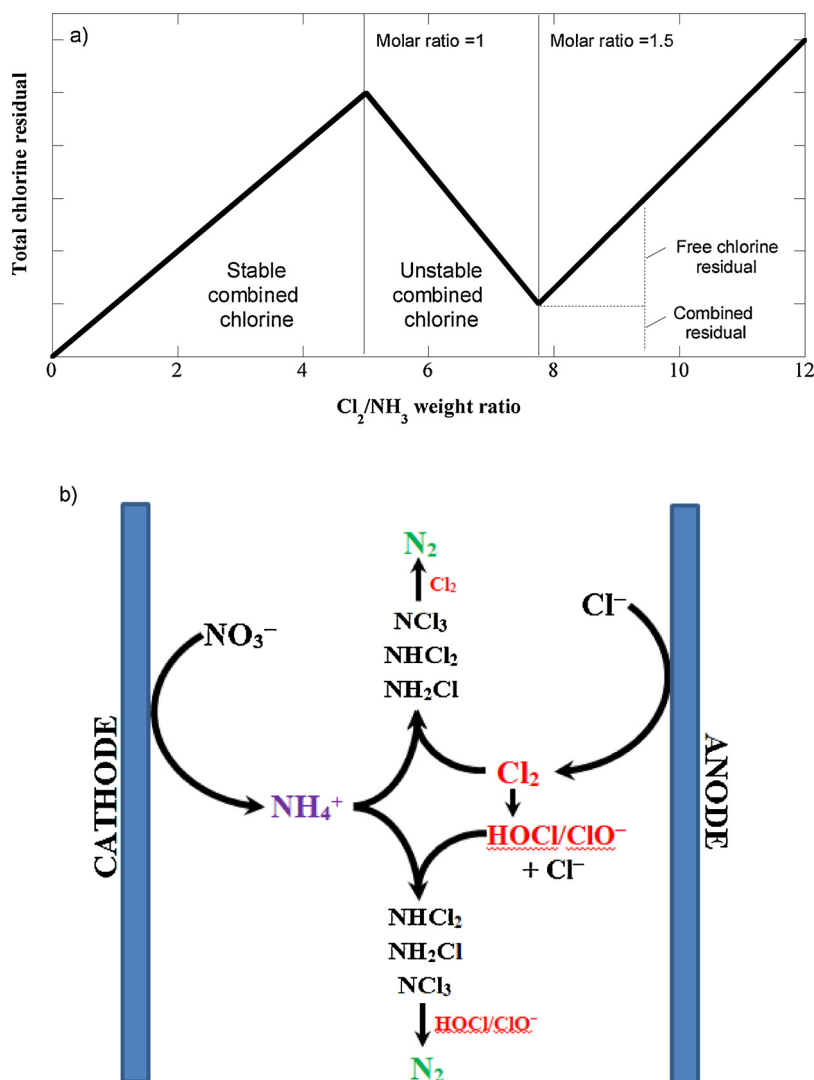 a)
Molar ratio =1
Molar ratio =1.5
Total chlorine residual
Stable
combined
chlorine
Unstable
combined
chlorine
Free chlorine
residual
Combined
residual
0
2
4
6
8
10
12
Cl₂/NH₃ weight ratio
b)
CATHODE
ANODE
N₂
Cl₂
NCl₃
NHCl₂
NH₂Cl
NO₃⁻
Cl⁻
NH₄⁺
Cl₂
HOCl/ClO⁻
+ Cl⁻
NHCl₂
NH₂Cl
NCl₃
HOCl/ClO⁻
N₂